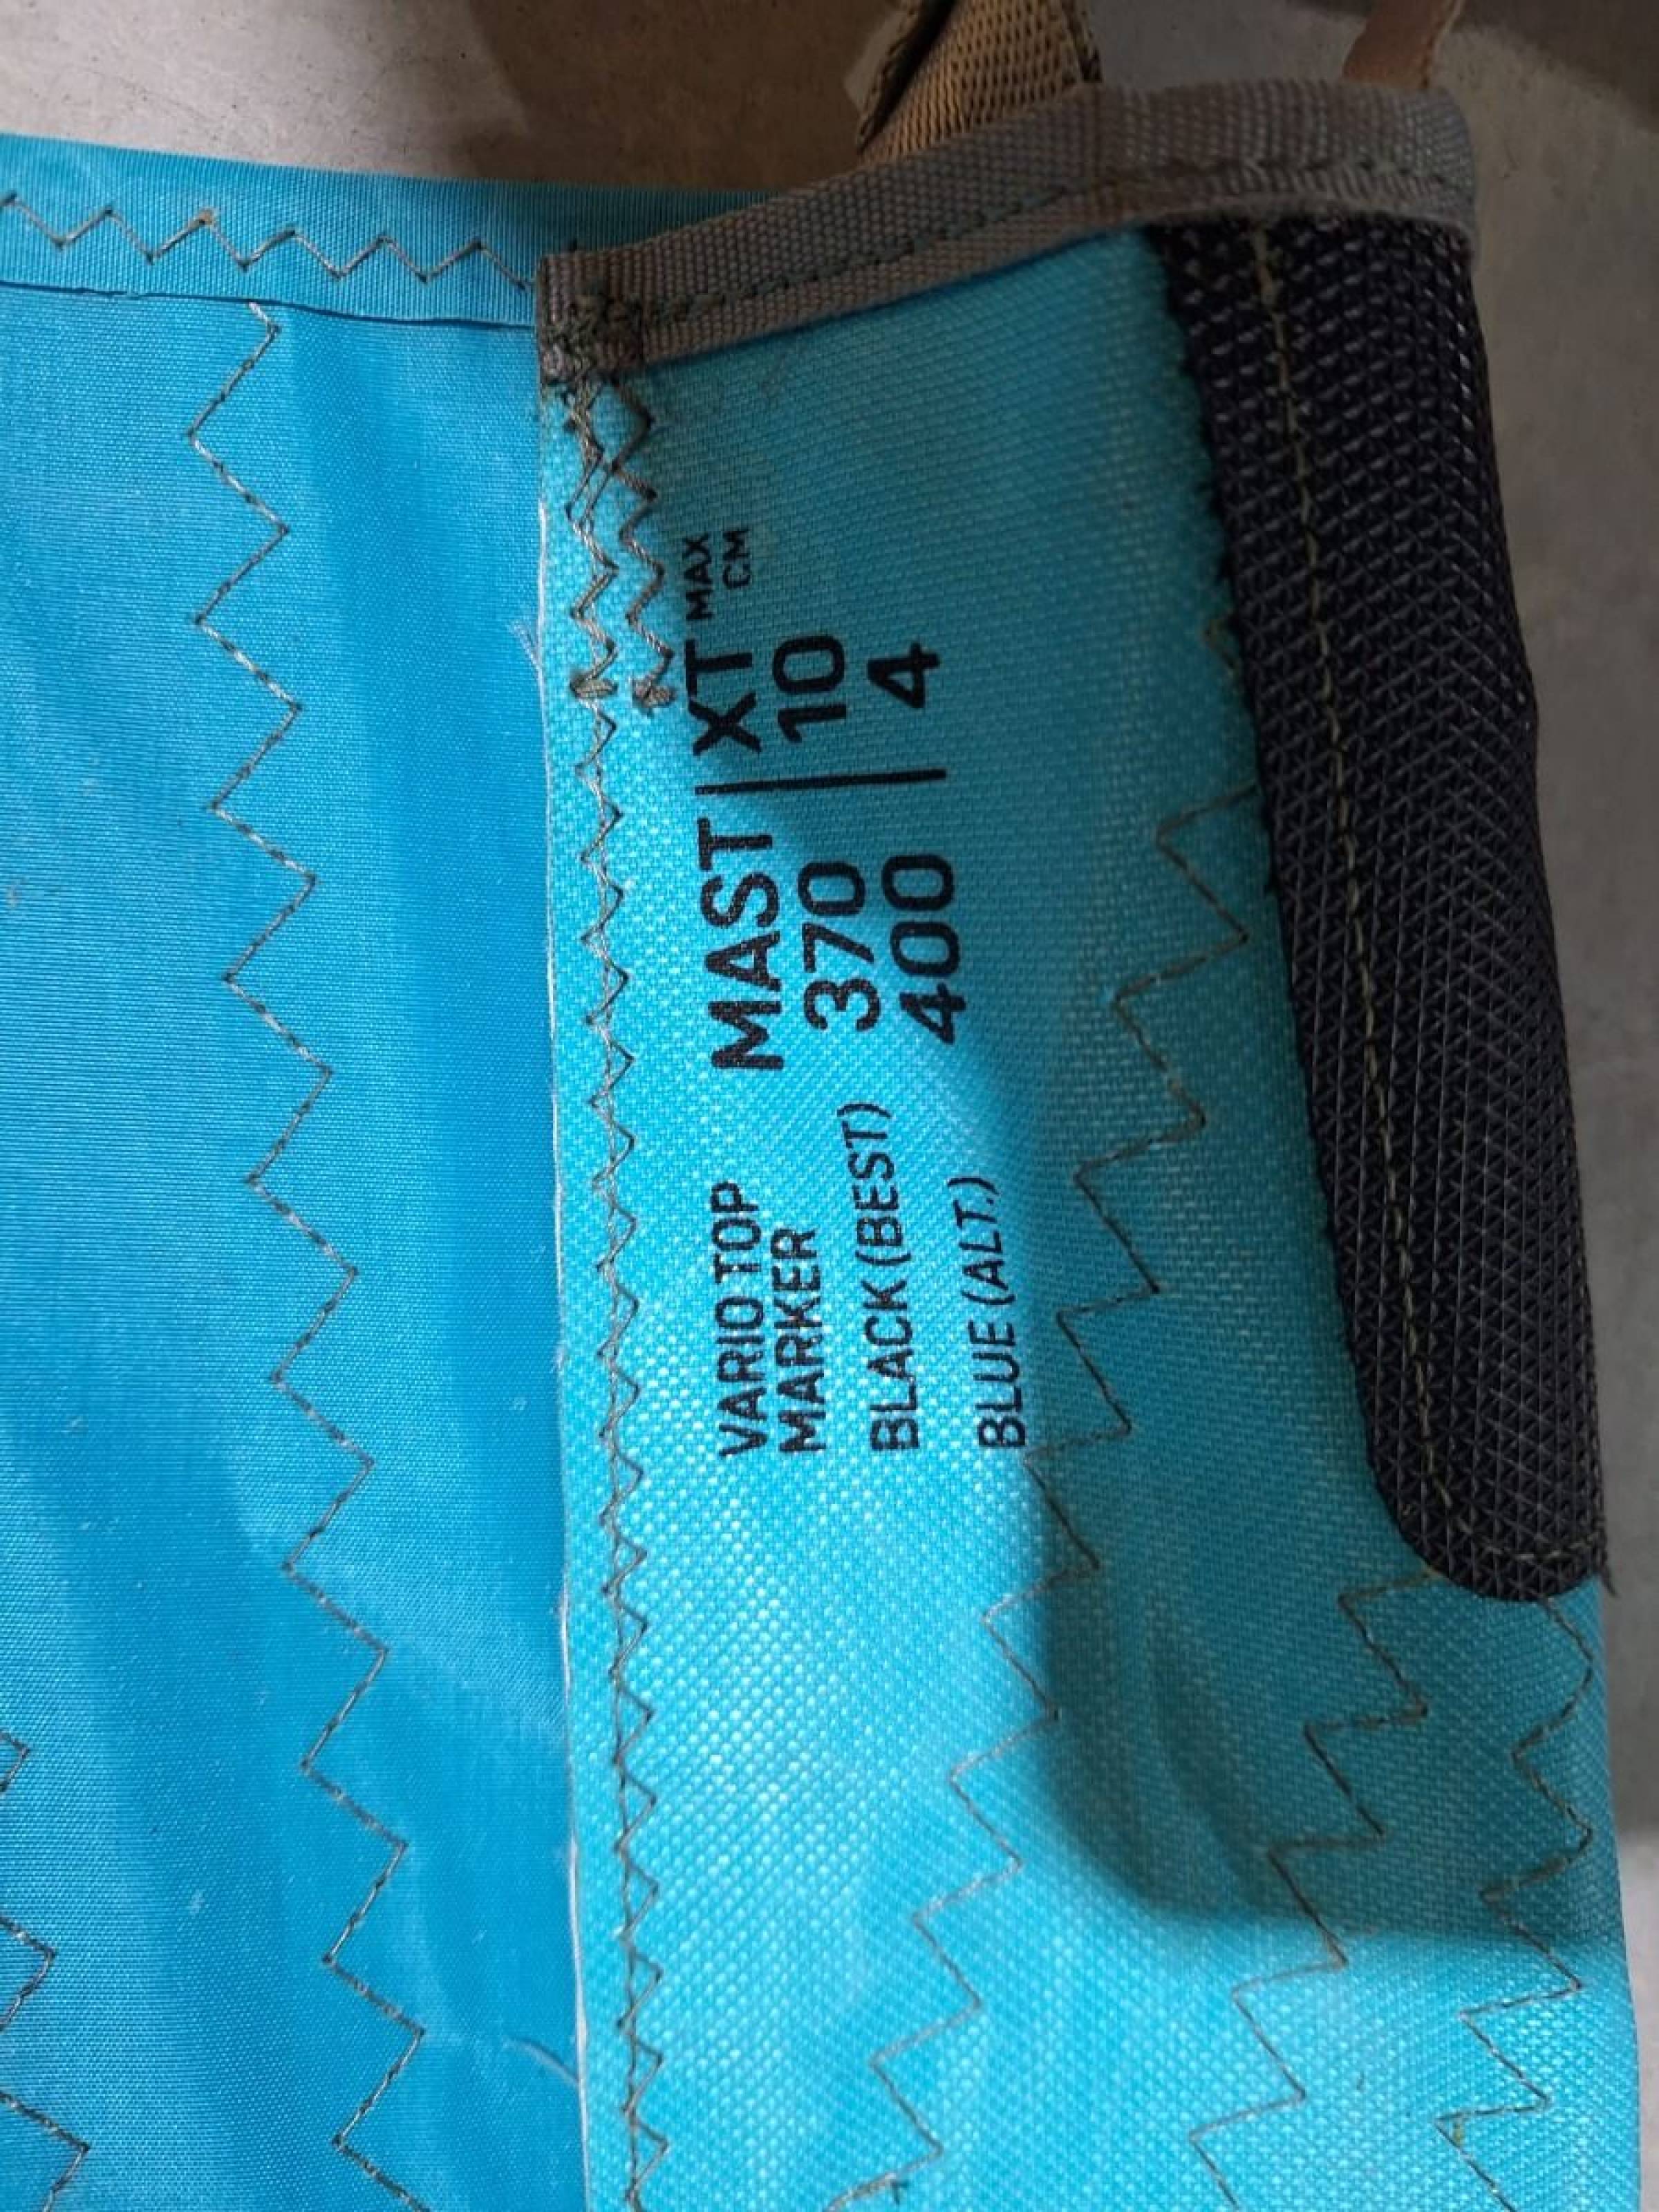 VARIO TOP MARKER MAST | XT MAX CM
BLACK (BEST) 370 | 10
BLUE (ALT.) 400 | 4